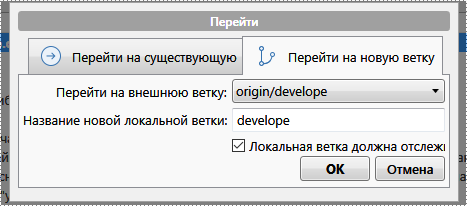 Перейти
Перейти на существующую
Перейти на новую ветку
Перейти на внешнюю ветку:
origin/develope
Название новой локальной ветки:
develope
Локальная ветка должна отслежи
OK
Отмена